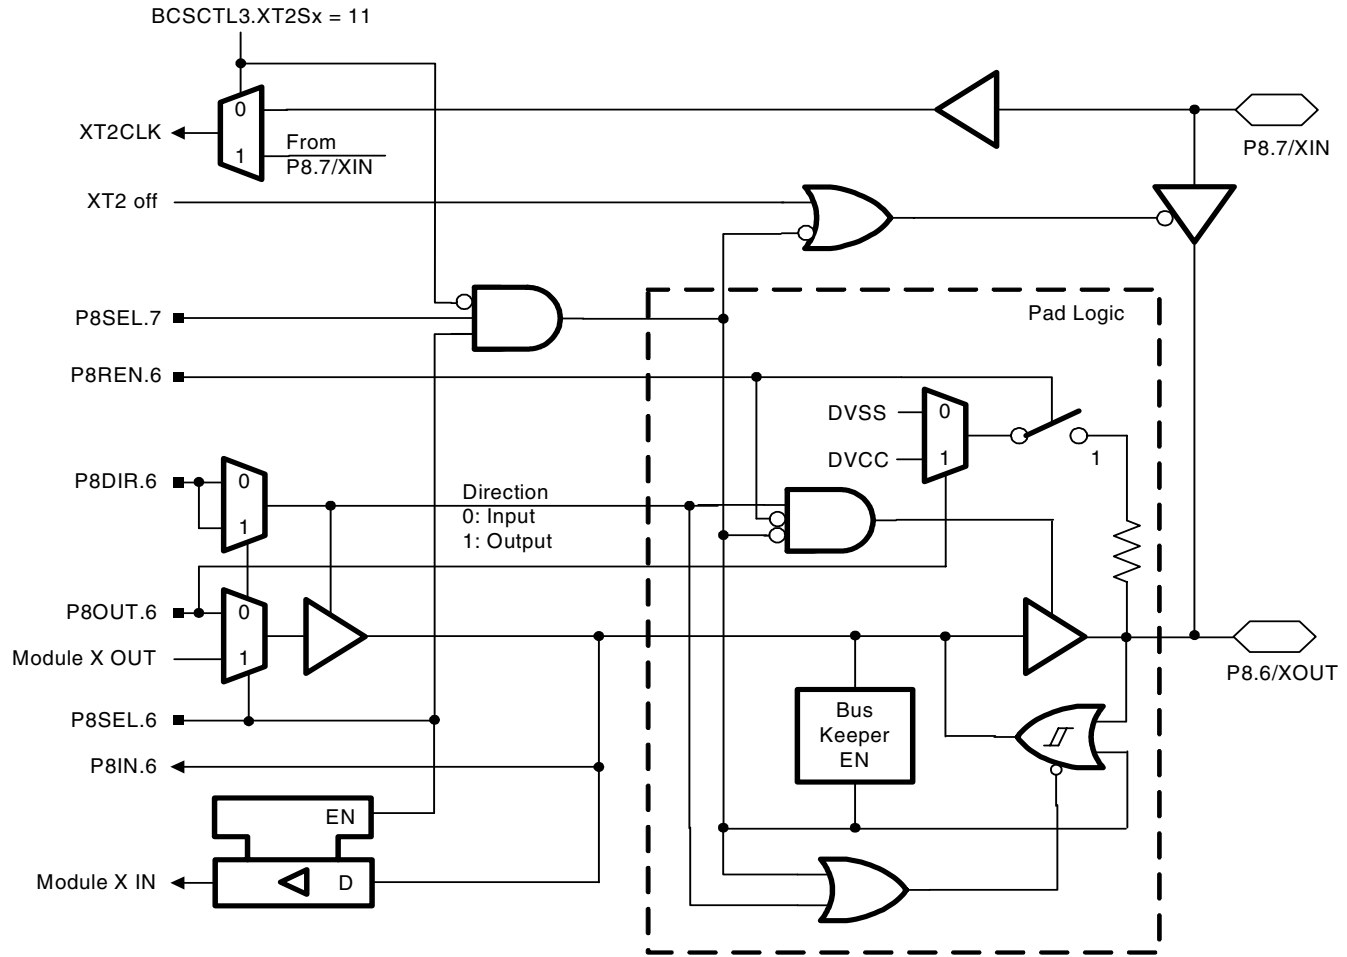 BCSCTL3.XT2Sx = 11
0
XT2CLK
1
From
P8.7/XIN
P8.7/XIN
XT2 off
P8SEL.7
Pad Logic
P8REN.6
DVSS
0
DVCC
1
1
P8DIR.6
0
1
Direction
0: Input
1: Output
P8OUT.6
0
Module X OUT
1
P8.6/XOUT
P8SEL.6
Bus
Keeper
EN
P8IN.6
EN
Module X IN
D